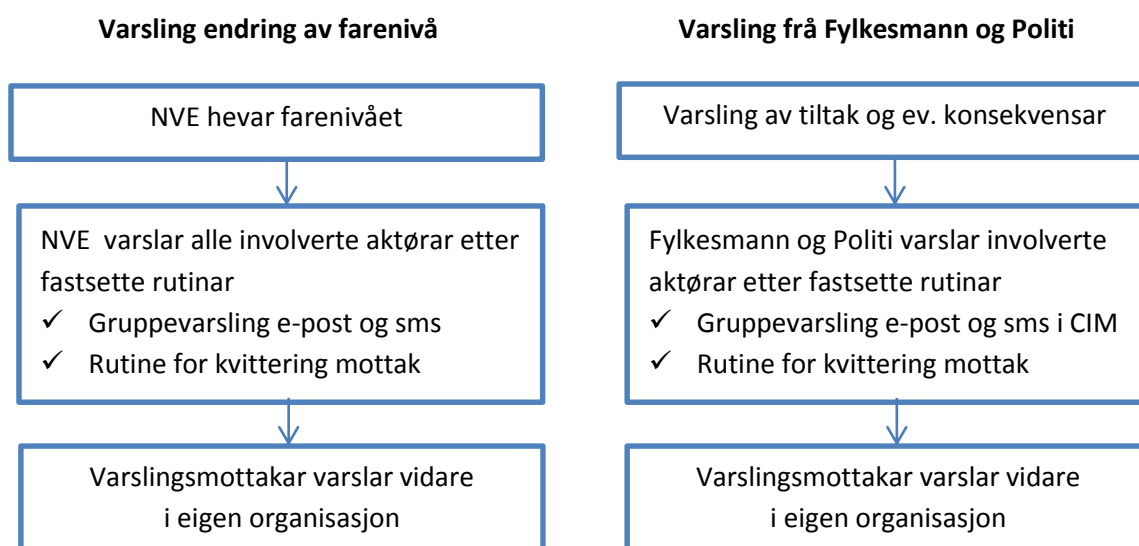 Varsling endring av farenivå
NVE hevar farenivået
NVE varslar alle involverte aktørar etter
fastsette rutinar
✓ Gruppevarsling e-post og sms
✓ Rutine for kvittering mottak
Varslingsmottakar varslar vidare
i eigen organisasjon
Varsling frå Fylkesmann og Politi
Varsling av tiltak og ev. konsekvensar
Fylkesmann og Politi varslar involverte
aktørar etter fastsette rutinar
✓ Gruppevarsling e-post og sms i CIM
✓ Rutine for kvittering mottak
Varslingsmottakar varslar vidare
i eigen organisasjon